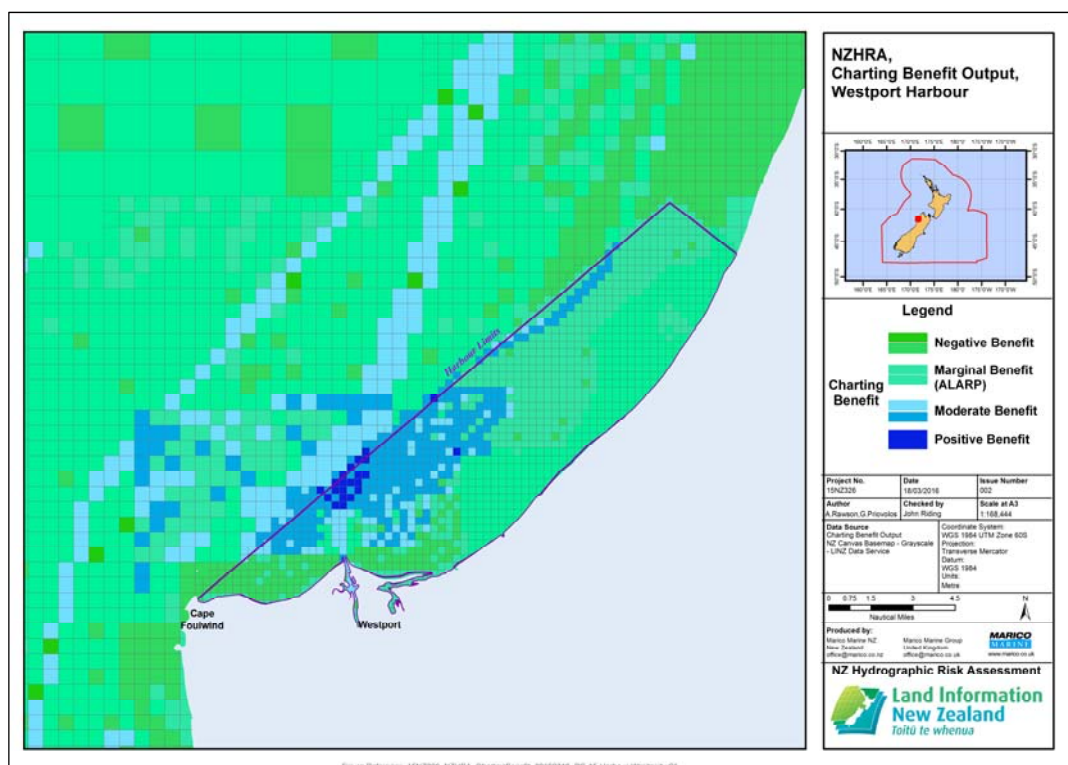 NZHRA,
Charting Benefit Output,
Westport Harbour
Harbour Limits
Cape
Foulwind
Westport
Legend
Charting
Benefit
Negative Benefit
Marginal Benefit
(ALARP)
Moderate Benefit
Positive Benefit
Project No.
15NZ326
Date
18/03/2016
Issue Number
002
Author
A.Rawson,G.Priovolos
Checked by
John Riding
Scale at A3
1:168,444
Data Source
Charting Benefit Output
NZ Canvas Basemap - Grayscale
- LINZ Data Service
Coordinate System:
WGS 1984 UTM Zone 60S
Projection:
Transverse Mercator
Datum:
WGS 1984
Units:
Metre
0 0.75 1.5 3 4.5
Nautical Miles
N
Produced by:
Marico Marine NZ
New Zealand
office@marico.co.nz
Marico Marine Group
United Kingdom
office@marico.co.uk
MARICO
MARINE
www.marico.co.uk
NZ Hydrographic Risk Assessment
Land Information
New Zealand
Toitū te whenua